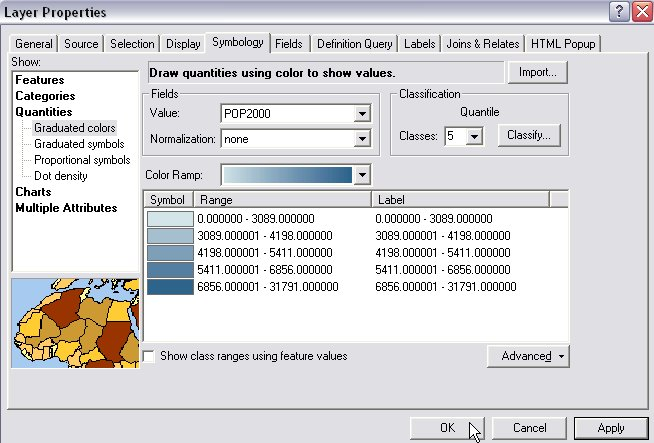 Layer Properties
General Source Selection Display Symbology Fields Definition Query Labels Joins & Relates HTML Popup
Show:
Features
Categories
Quantities
Graduated colors
Graduated symbols
Proportional symbols
Dot density
Charts
Multiple Attributes
Draw quantities using color to show values.
Import...
Fields
Value: POP2000
Normalization: none
Classification
Quantile
Classes: 5 Classify...
Color Ramp:
Symbol Range Label
0.000000 - 3089.000000 0.000000 - 3089.000000
3089.000001 - 4198.000000 3089.000001 - 4198.000000
4198.000001 - 5411.000000 4198.000001 - 5411.000000
5411.000001 - 6856.000000 5411.000001 - 6856.000000
6856.000001 - 31791.000000 6856.000001 - 31791.000000
Show class ranges using feature values
Advanced
OK Cancel Apply